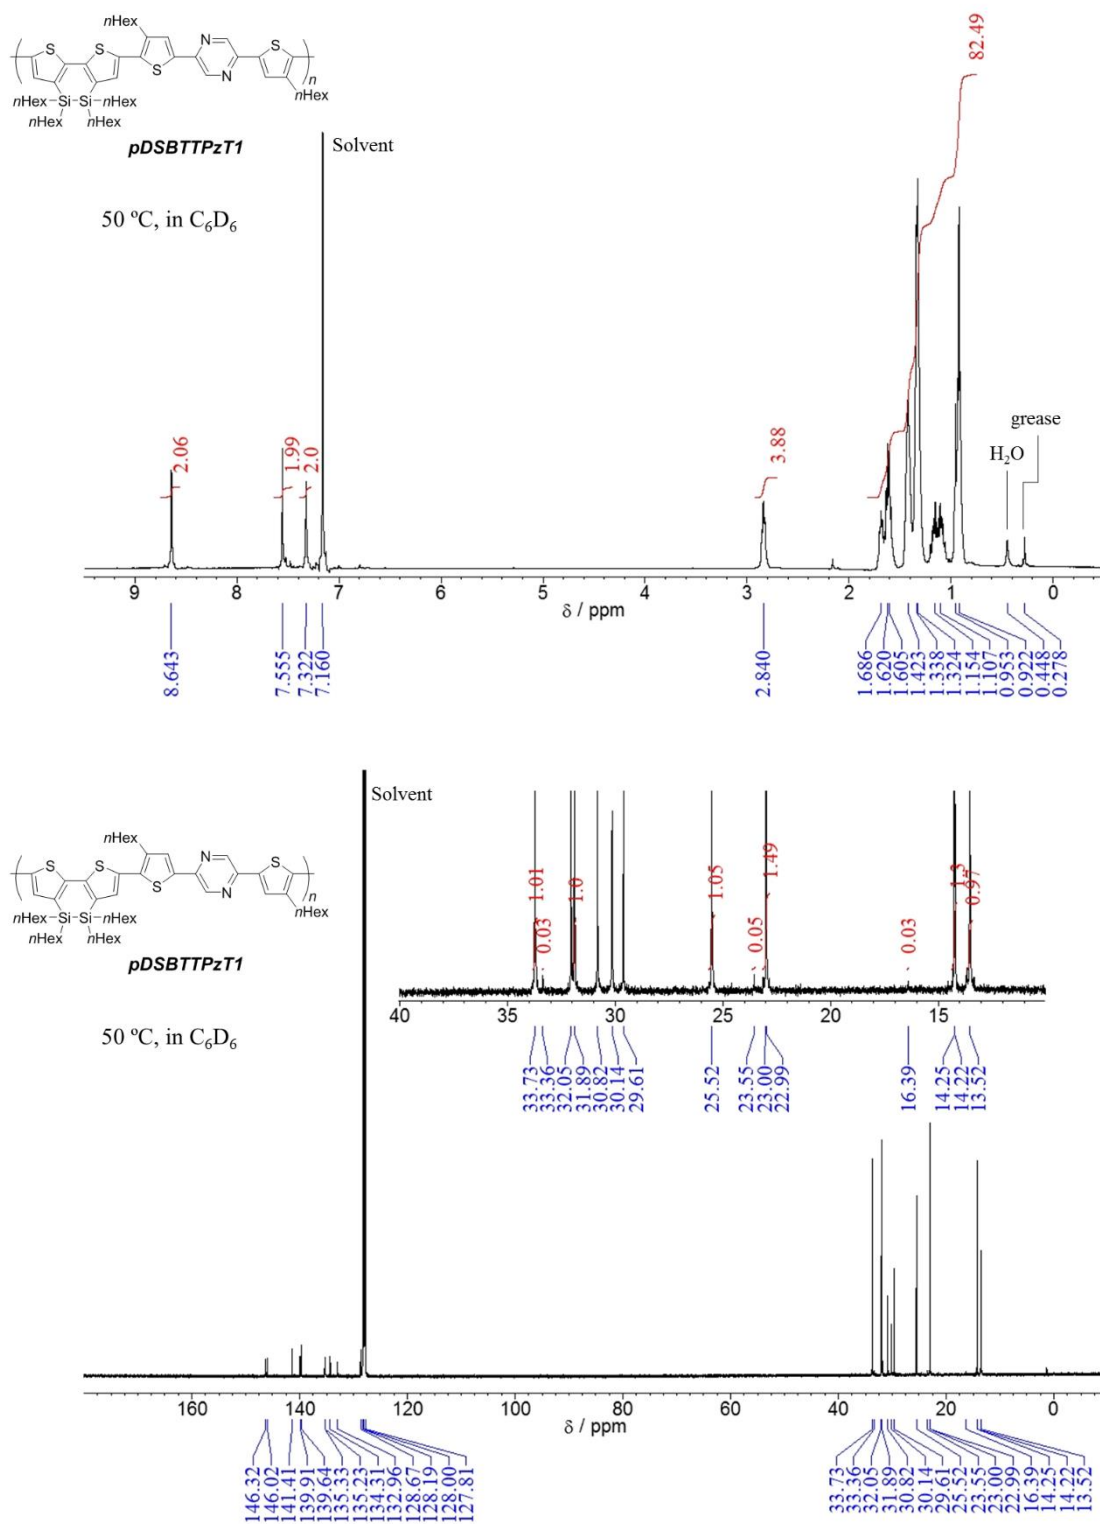 nHex
S S N S
S N
n
nHex Si Si nHex nHex
nHex nHex
pDSBTTPzT1
50 ºC, in C6D6
Solvent
82.49
2.06
1.99
2.0
3.88
H2O
grease
9 8 7 6 5 4 3 2 1 0
δ / ppm
8.643
7.555
7.322
7.160
2.840
1.686
1.620
1.605
1.423
1.338
1.324
1.154
1.107
0.953
0.922
0.448
0.278
nHex
S S N S
S N
n
nHex Si Si nHex nHex
nHex nHex
pDSBTTPzT1
50 ºC, in C6D6
Solvent
1.01
0.03
1.0
1.05
0.05
1.49
0.03
0.97
40 35 30 25 20 15
33.73
33.36
32.05
31.89
30.82
30.14
29.61
25.52
23.55
23.00
22.99
16.39
14.25
14.22
13.52
160 140 120 100 80 60 40 20 0
δ / ppm
146.32
146.02
141.41
139.91
139.64
135.33
135.23
134.31
132.96
128.67
128.19
128.00
127.81
33.73
33.36
32.05
31.89
30.82
30.14
29.61
25.52
23.55
23.00
22.99
16.39
14.25
14.22
13.52